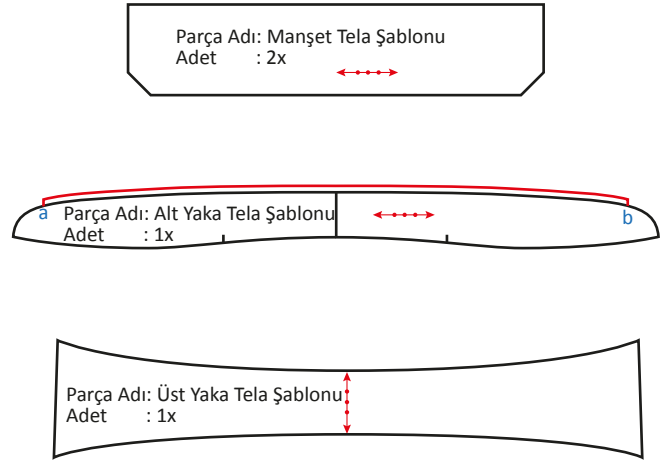 Parça Adı: Manşet Tela Şablonu
Adet : 2x
a
b
Parça Adı: Alt Yaka Tela Şablonu
Adet : 1x
Parça Adı: Üst Yaka Tela Şablonu
Adet : 1x